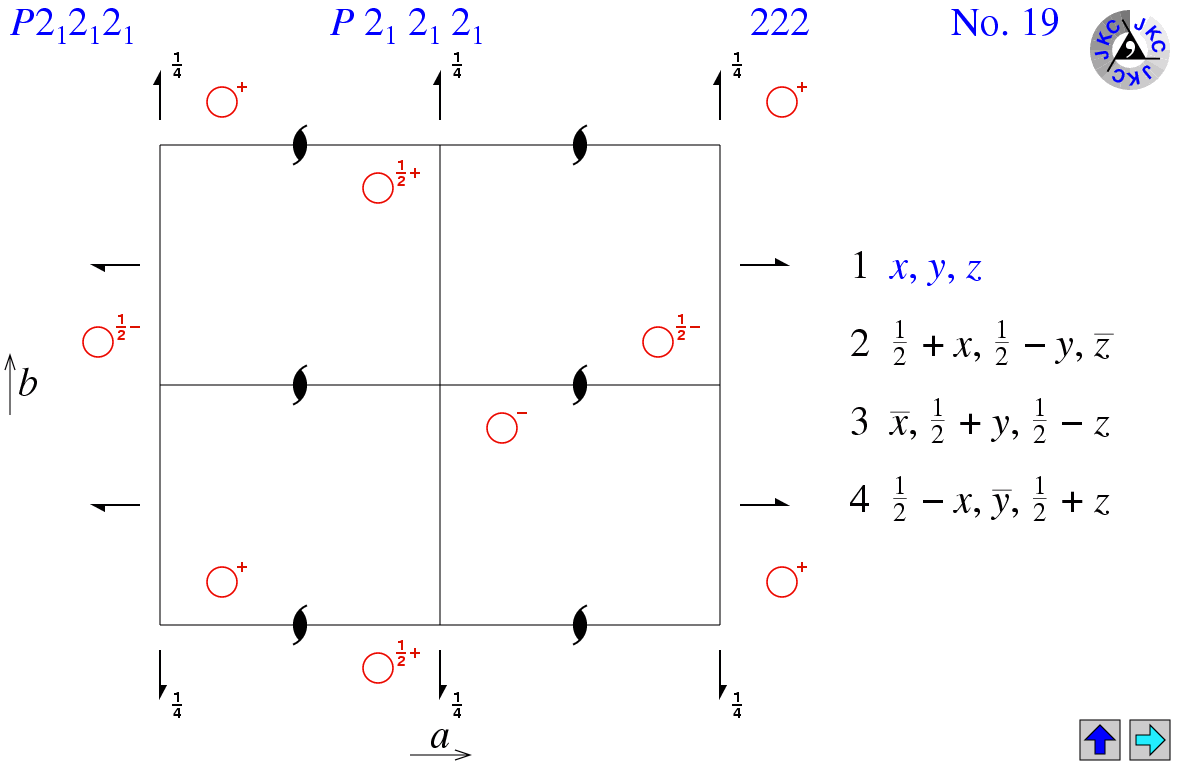 P2₁2₁2₁ P 2₁ 2₁ 2₁ 222 No. 19
JKC JKC JKC
¼ ¼ ¼
+ +
½+
½− ½−
b
−
+ +
½+
¼ ¼ ¼
a
1 x, y, z
2 ½ + x, ½ − y, z̅
3 x̅, ½ + y, ½ − z
4 ½ − x, y̅, ½ + z